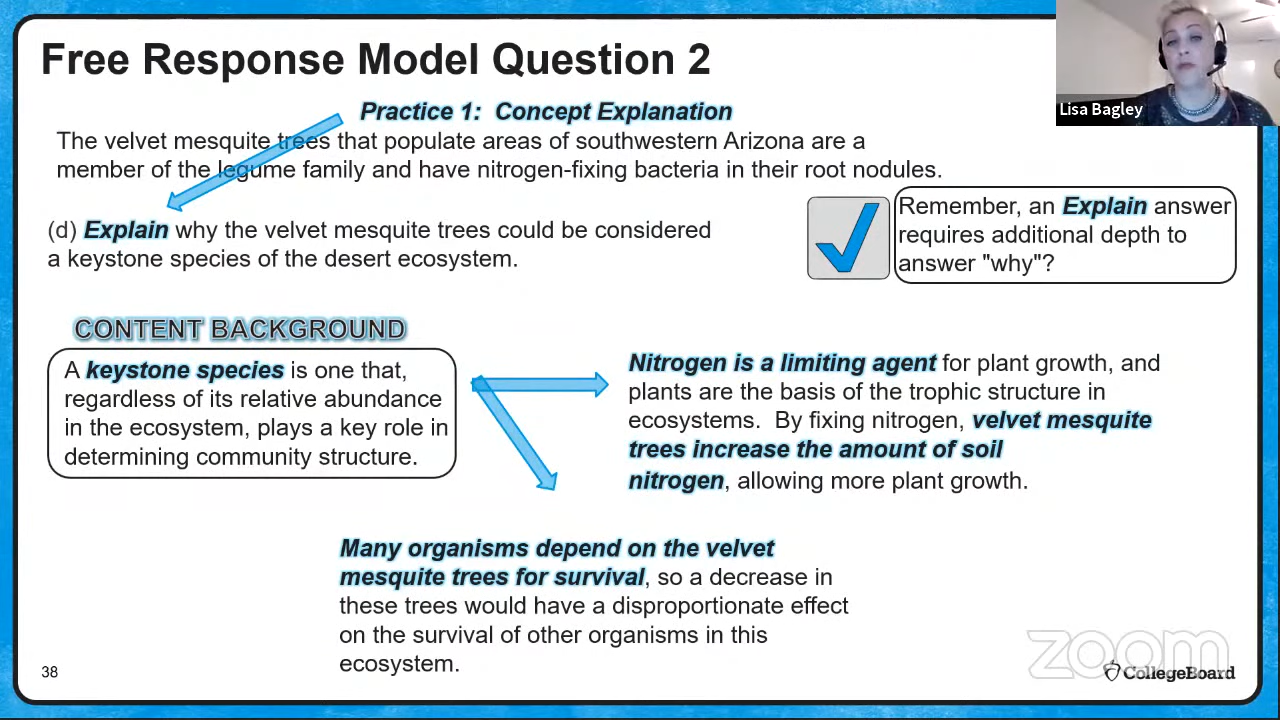 Free Response Model Question 2
Lisa Bagley
Practice 1: Concept Explanation
The velvet mesquite trees that populate areas of southwestern Arizona are a
member of the legume family and have nitrogen-fixing bacteria in their root nodules.
(d) Explain why the velvet mesquite trees could be considered
a keystone species of the desert ecosystem.
Remember, an Explain answer
requires additional depth to
answer "why"?
CONTENT BACKGROUND
A keystone species is one that,
regardless of its relative abundance
in the ecosystem, plays a key role in
determining community structure.
Nitrogen is a limiting agent for plant growth, and
plants are the basis of the trophic structure in
ecosystems. By fixing nitrogen, velvet mesquite
trees increase the amount of soil
nitrogen, allowing more plant growth.
Many organisms depend on the velvet
mesquite trees for survival, so a decrease in
these trees would have a disproportionate effect
on the survival of other organisms in this
ecosystem.
zoom
38
CollegeBoard